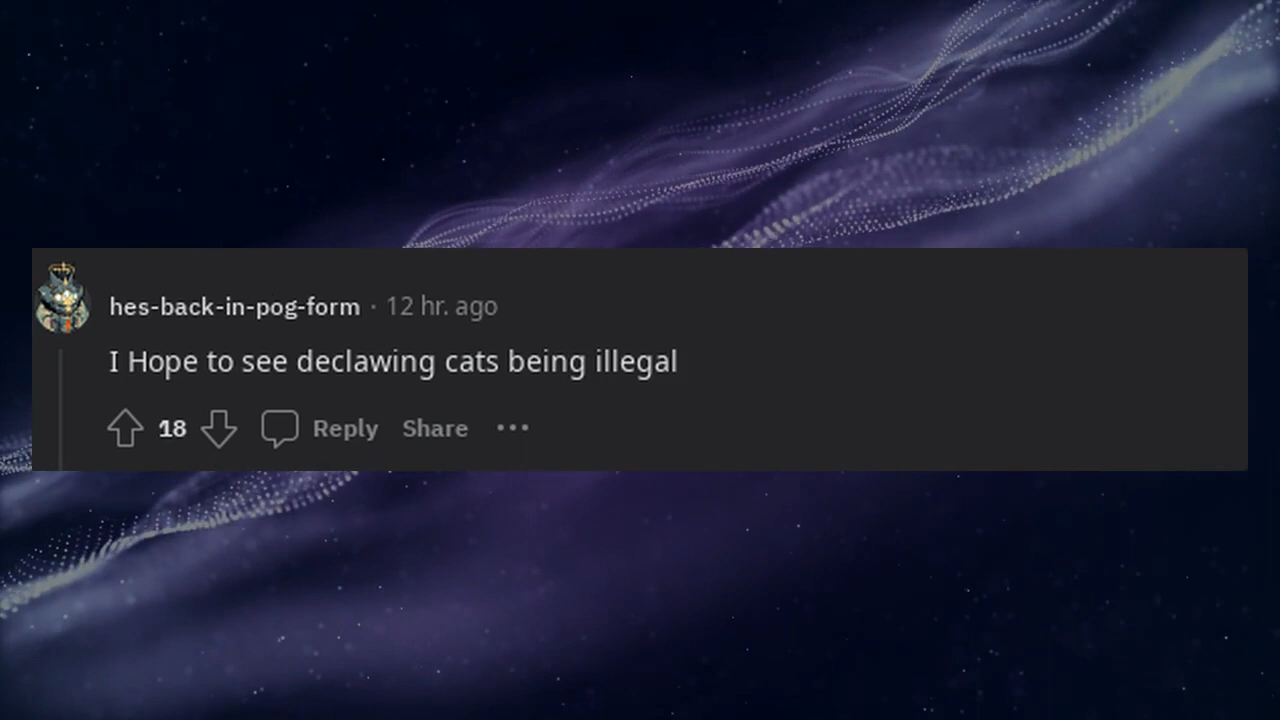 hes-back-in-pog-form · 12 hr. ago
I Hope to see declawing cats being illegal
18 Reply Share ...